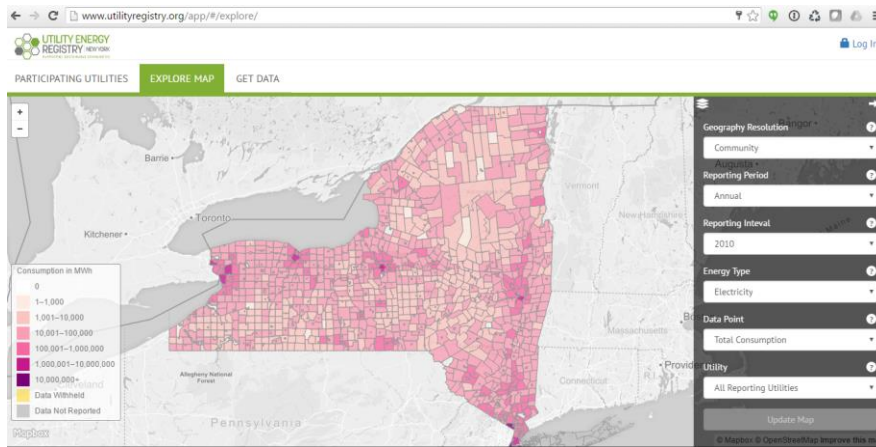 www.utilityregistry.org/app/#/explore/
UTILITY ENERGY
REGISTRY NEW YORK
Log In
PARTICIPATING UTILITIES EXPLORE MAP GET DATA
+
−
Barrie
Toronto
Kitchener
Vermont
New Hampshire
Massachusetts
Connecticut
R.I.
Provide
Allegheny National
Forest
Pennsylvania
Cleveland
Bangor
Augusta
Consumption in MWh
0
1–1,000
1,001–10,000
10,001–100,000
100,001–1,000,000
1,000,001–10,000,000
10,000,000+
Data Withheld
Data Not Reported
Mapbox
Geography Resolution ?
Community
Reporting Period ?
Annual
Reporting Inteval ?
2010
Energy Type ?
Electricity
Data Point ?
Total Consumption
Utility ?
All Reporting Utilities
Update Map
© Mapbox © OpenStreetMap Improve this m